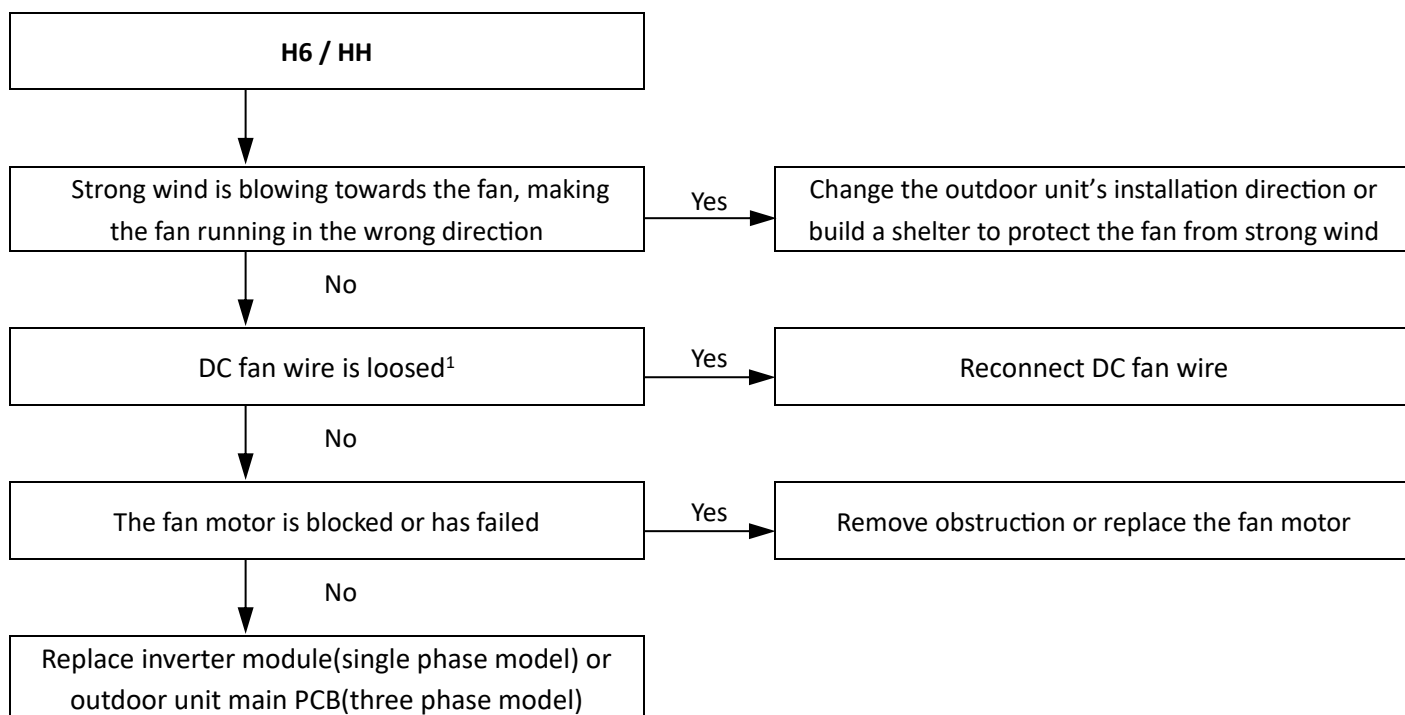 H6 / HH
Strong wind is blowing towards the fan, making
the fan running in the wrong direction
Yes
Change the outdoor unit’s installation direction or
build a shelter to protect the fan from strong wind
No
DC fan wire is loosed¹
Yes
Reconnect DC fan wire
No
The fan motor is blocked or has failed
Yes
Remove obstruction or replace the fan motor
No
Replace inverter module(single phase model) or
outdoor unit main PCB(three phase model)